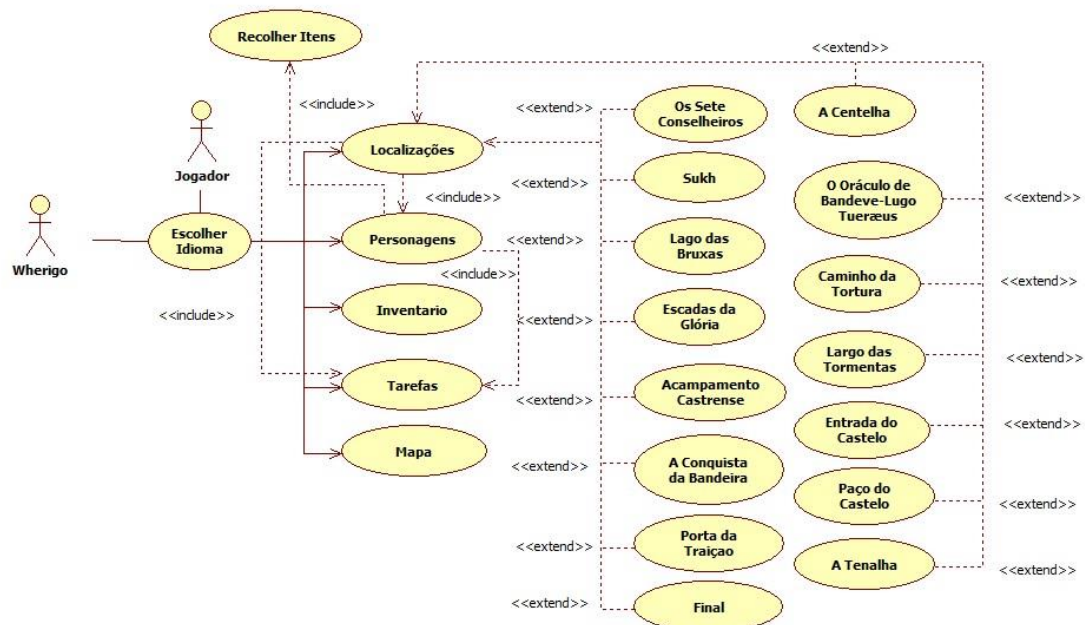 Recolher Itens
<<include>>
Jogador
Wherigo
Escolher
Idioma
<<include>>
Localizações
<<include>>
Personagens
<<include>>
Inventario
Tarefas
Mapa
<<extend>>
<<extend>>
<<extend>>
<<extend>>
<<extend>>
<<extend>>
<<extend>>
<<extend>>
Os Sete
Conselheiros
Sukh
Lago das
Bruxas
Escadas da
Glória
Acampamento
Castrense
A Conquista
da Bandeira
Porta da
Traiçao
Final
<<extend>>
A Centelha
O Oráculo de
Bandeve-Lugo
Tueræus
<<extend>>
Caminho da
Tortura
<<extend>>
Largo das
Tormentas
<<extend>>
Entrada do
Castelo
<<extend>>
Paço do
Castelo
<<extend>>
A Tenalha
<<extend>>